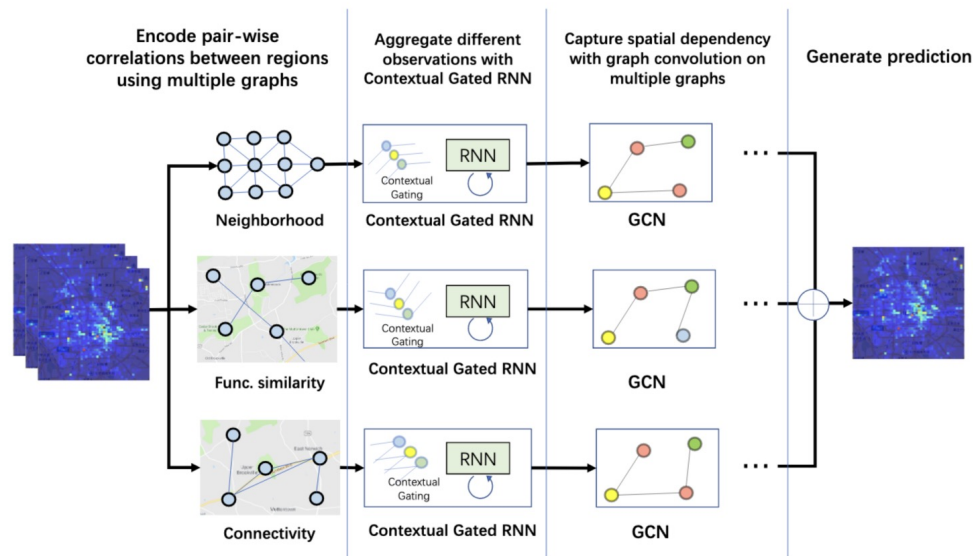 Encode pair-wise
correlations between regions
using multiple graphs
Aggregate different
observations with
Contextual Gated RNN
Capture spatial dependency
with graph convolution on
multiple graphs
Generate prediction
Neighborhood
Contextual
Gating
RNN
Contextual Gated RNN
GCN
...
Func. similarity
Contextual
Gating
RNN
Contextual Gated RNN
GCN
...
Connectivity
Contextual
Gating
RNN
Contextual Gated RNN
GCN
...